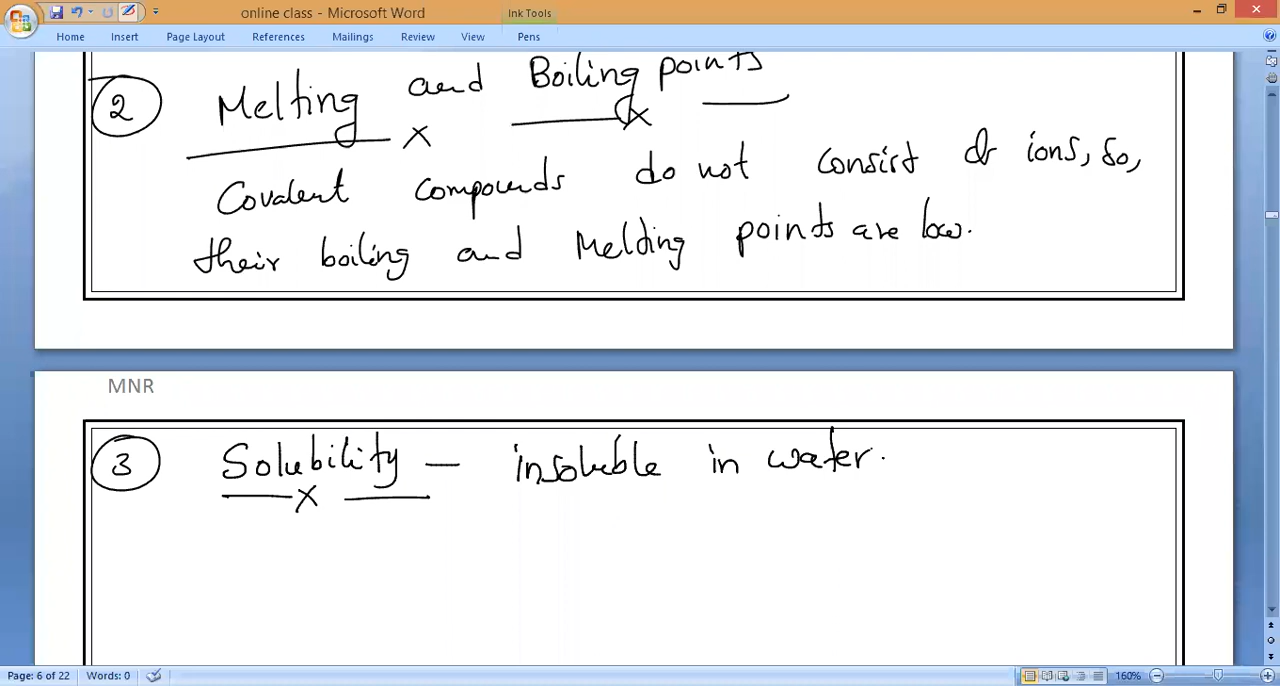 online class - Microsoft Word
Ink Tools
Home Insert Page Layout References Mailings Review View Pens
2 Melting and Boiling points
Covalent compounds do not consist of ions, so,
their boiling and Melting points are low.
MNR
3 Solubility — insoluble in water.
Page: 6 of 22 Words: 0 160%